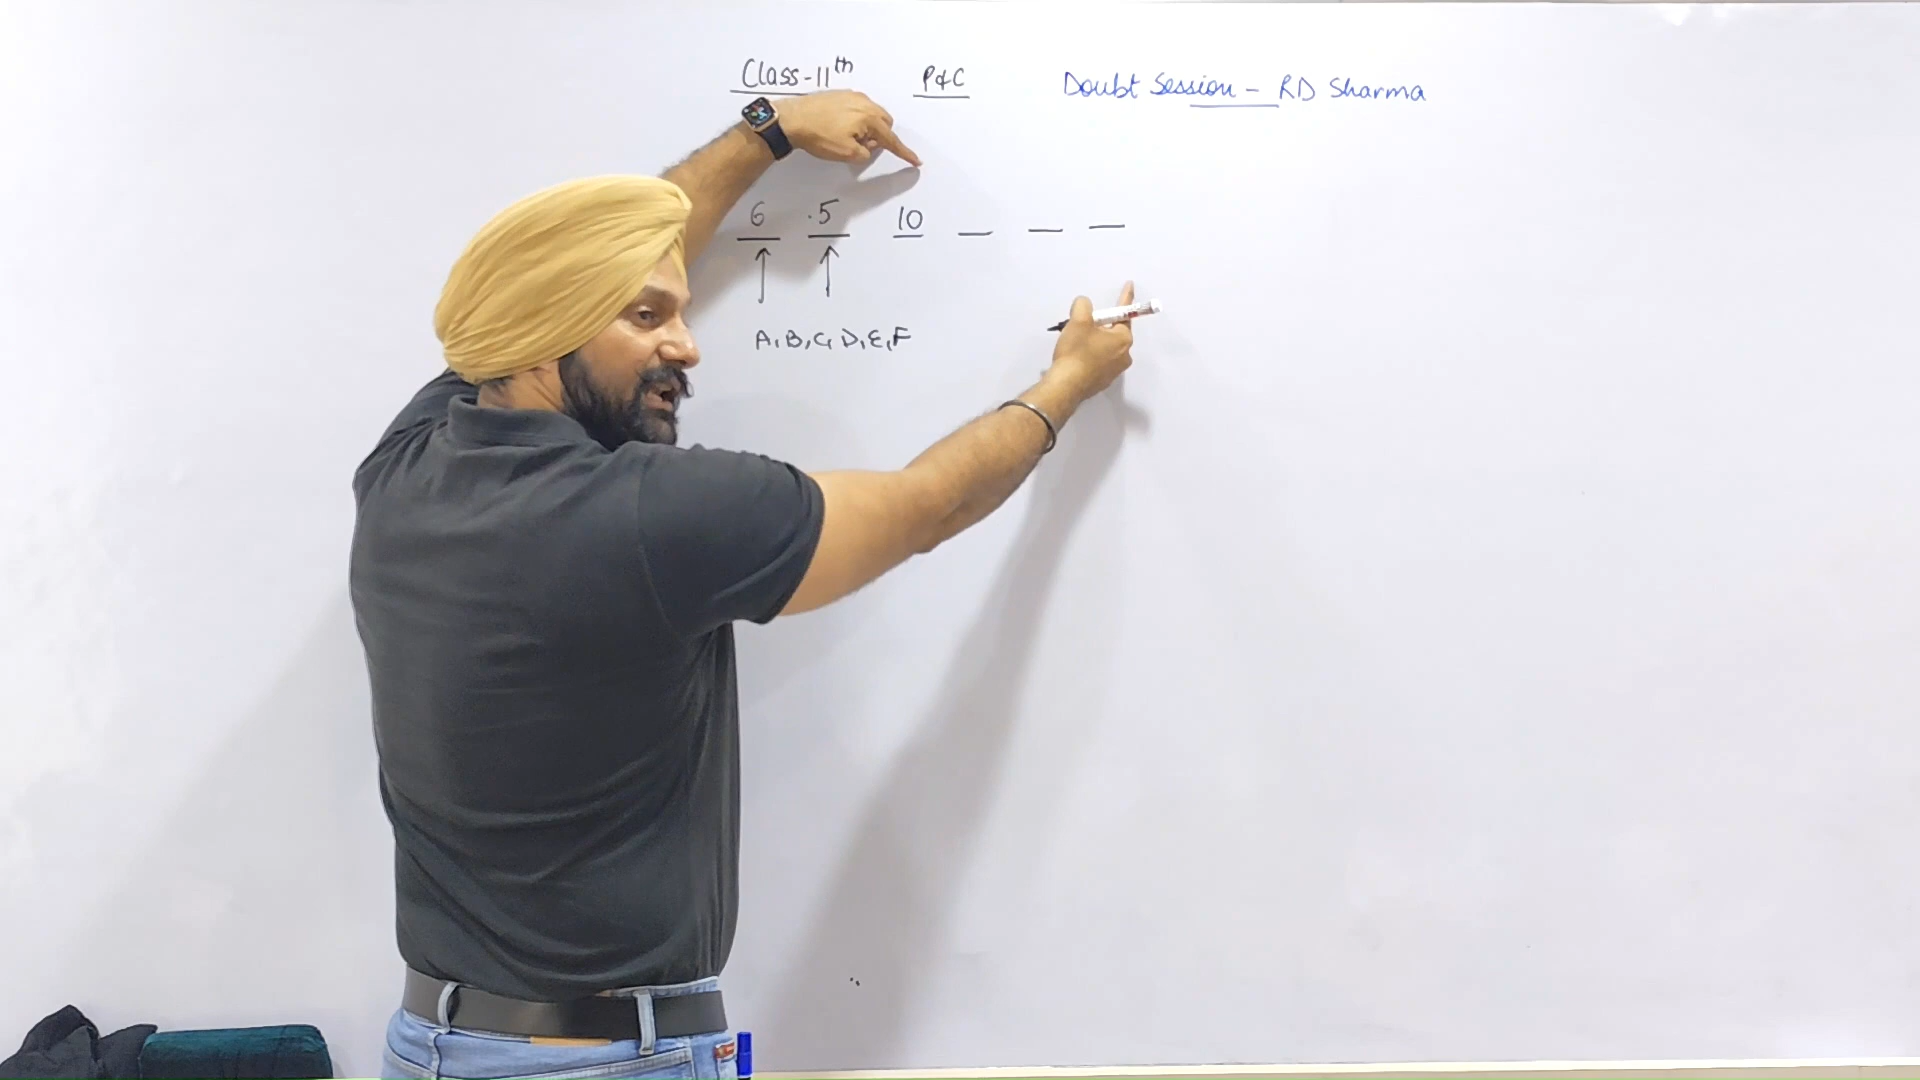 Class-11th P&C Doubt Session - RD Sharma
6 .5 10 _ _ _
A,B,C,D,E,F